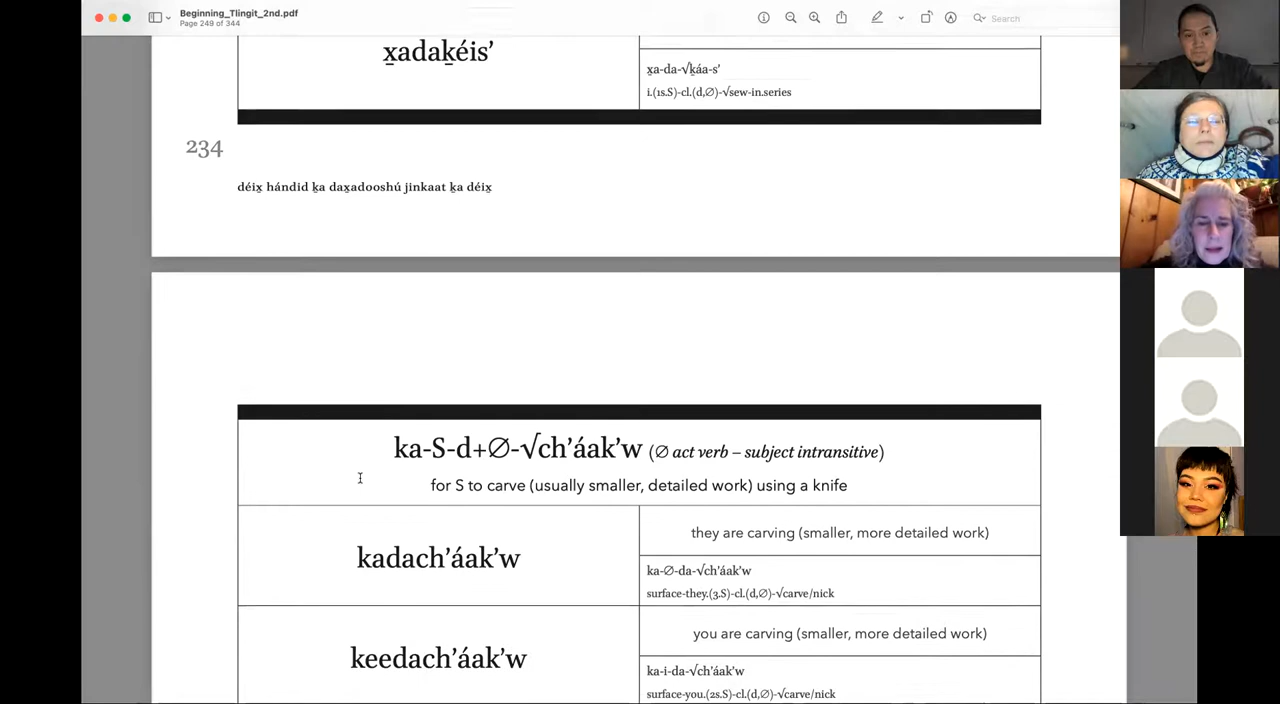 Beginning_Tlingit_2nd.pdf
Page 249 of 344
Search
x̱adaḵéis’
x̱a-da-√ḵáa-s’
i.(1s.S)-cl.(d,∅)-√sew-in.series
234
déix̱ hándid ḵa dax̱adooshú jinkaat ḵa déix̱
ka-S-d+∅-√ch’áak’w (∅ act verb – subject intransitive)
for S to carve (usually smaller, detailed work) using a knife
kadach’áak’w
they are carving (smaller, more detailed work)
ka-∅-da-√ch’áak’w
surface-they.(3.S)-cl.(d,∅)-√carve/nick
keedach’áak’w
you are carving (smaller, more detailed work)
ka-i-da-√ch’áak’w
surface-you.(2s.S)-cl.(d,∅)-√carve/nick